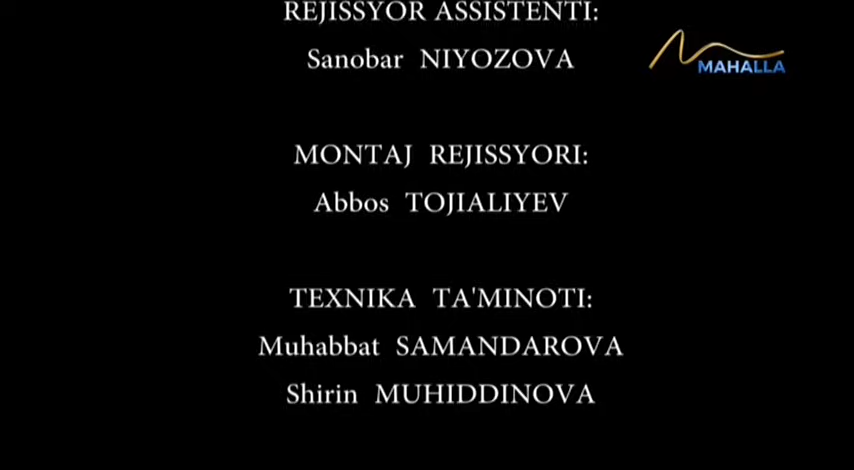 REJISSYOR ASSISTENTI:
Sanobar NIYOZOVA
MAHALLA
MONTAJ REJISSYORI:
Abbos TOJIALIYEV
TEXNIKA TA'MINOTI:
Muhabbat SAMANDAROVA
Shirin MUHIDDINOVA